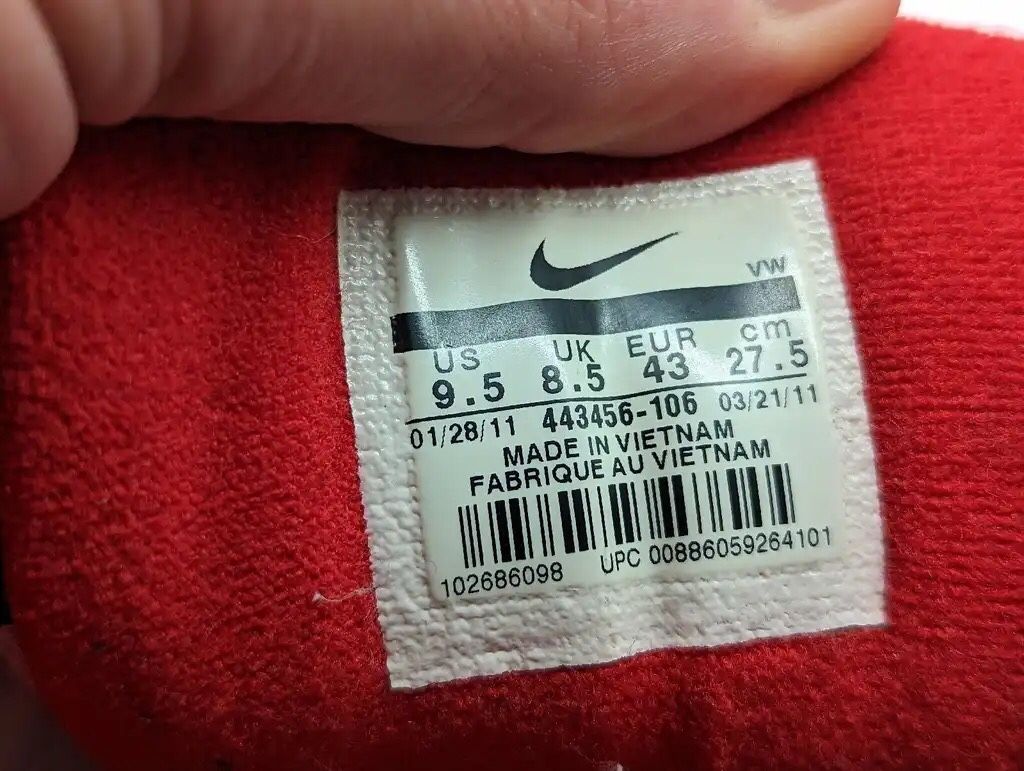 VW
US UK EUR cm
9.5 8.5 43 27.5
01/28/11 443456-106 03/21/11
MADE IN VIETNAM
FABRIQUE AU VIETNAM
102686098 UPC 00886059264101